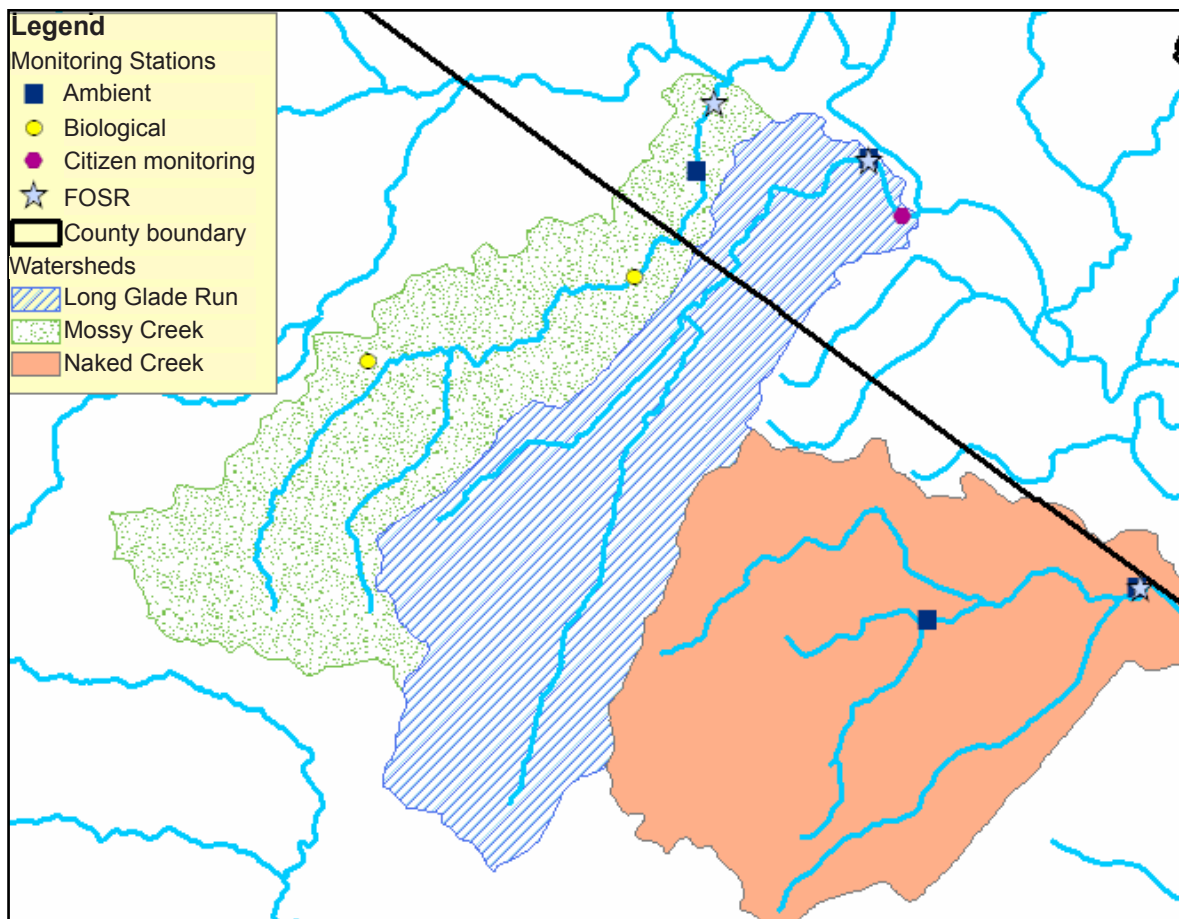 Legend
Monitoring Stations
Ambient
Biological
Citizen monitoring
FOSR
County boundary
Watersheds
Long Glade Run
Mossy Creek
Naked Creek